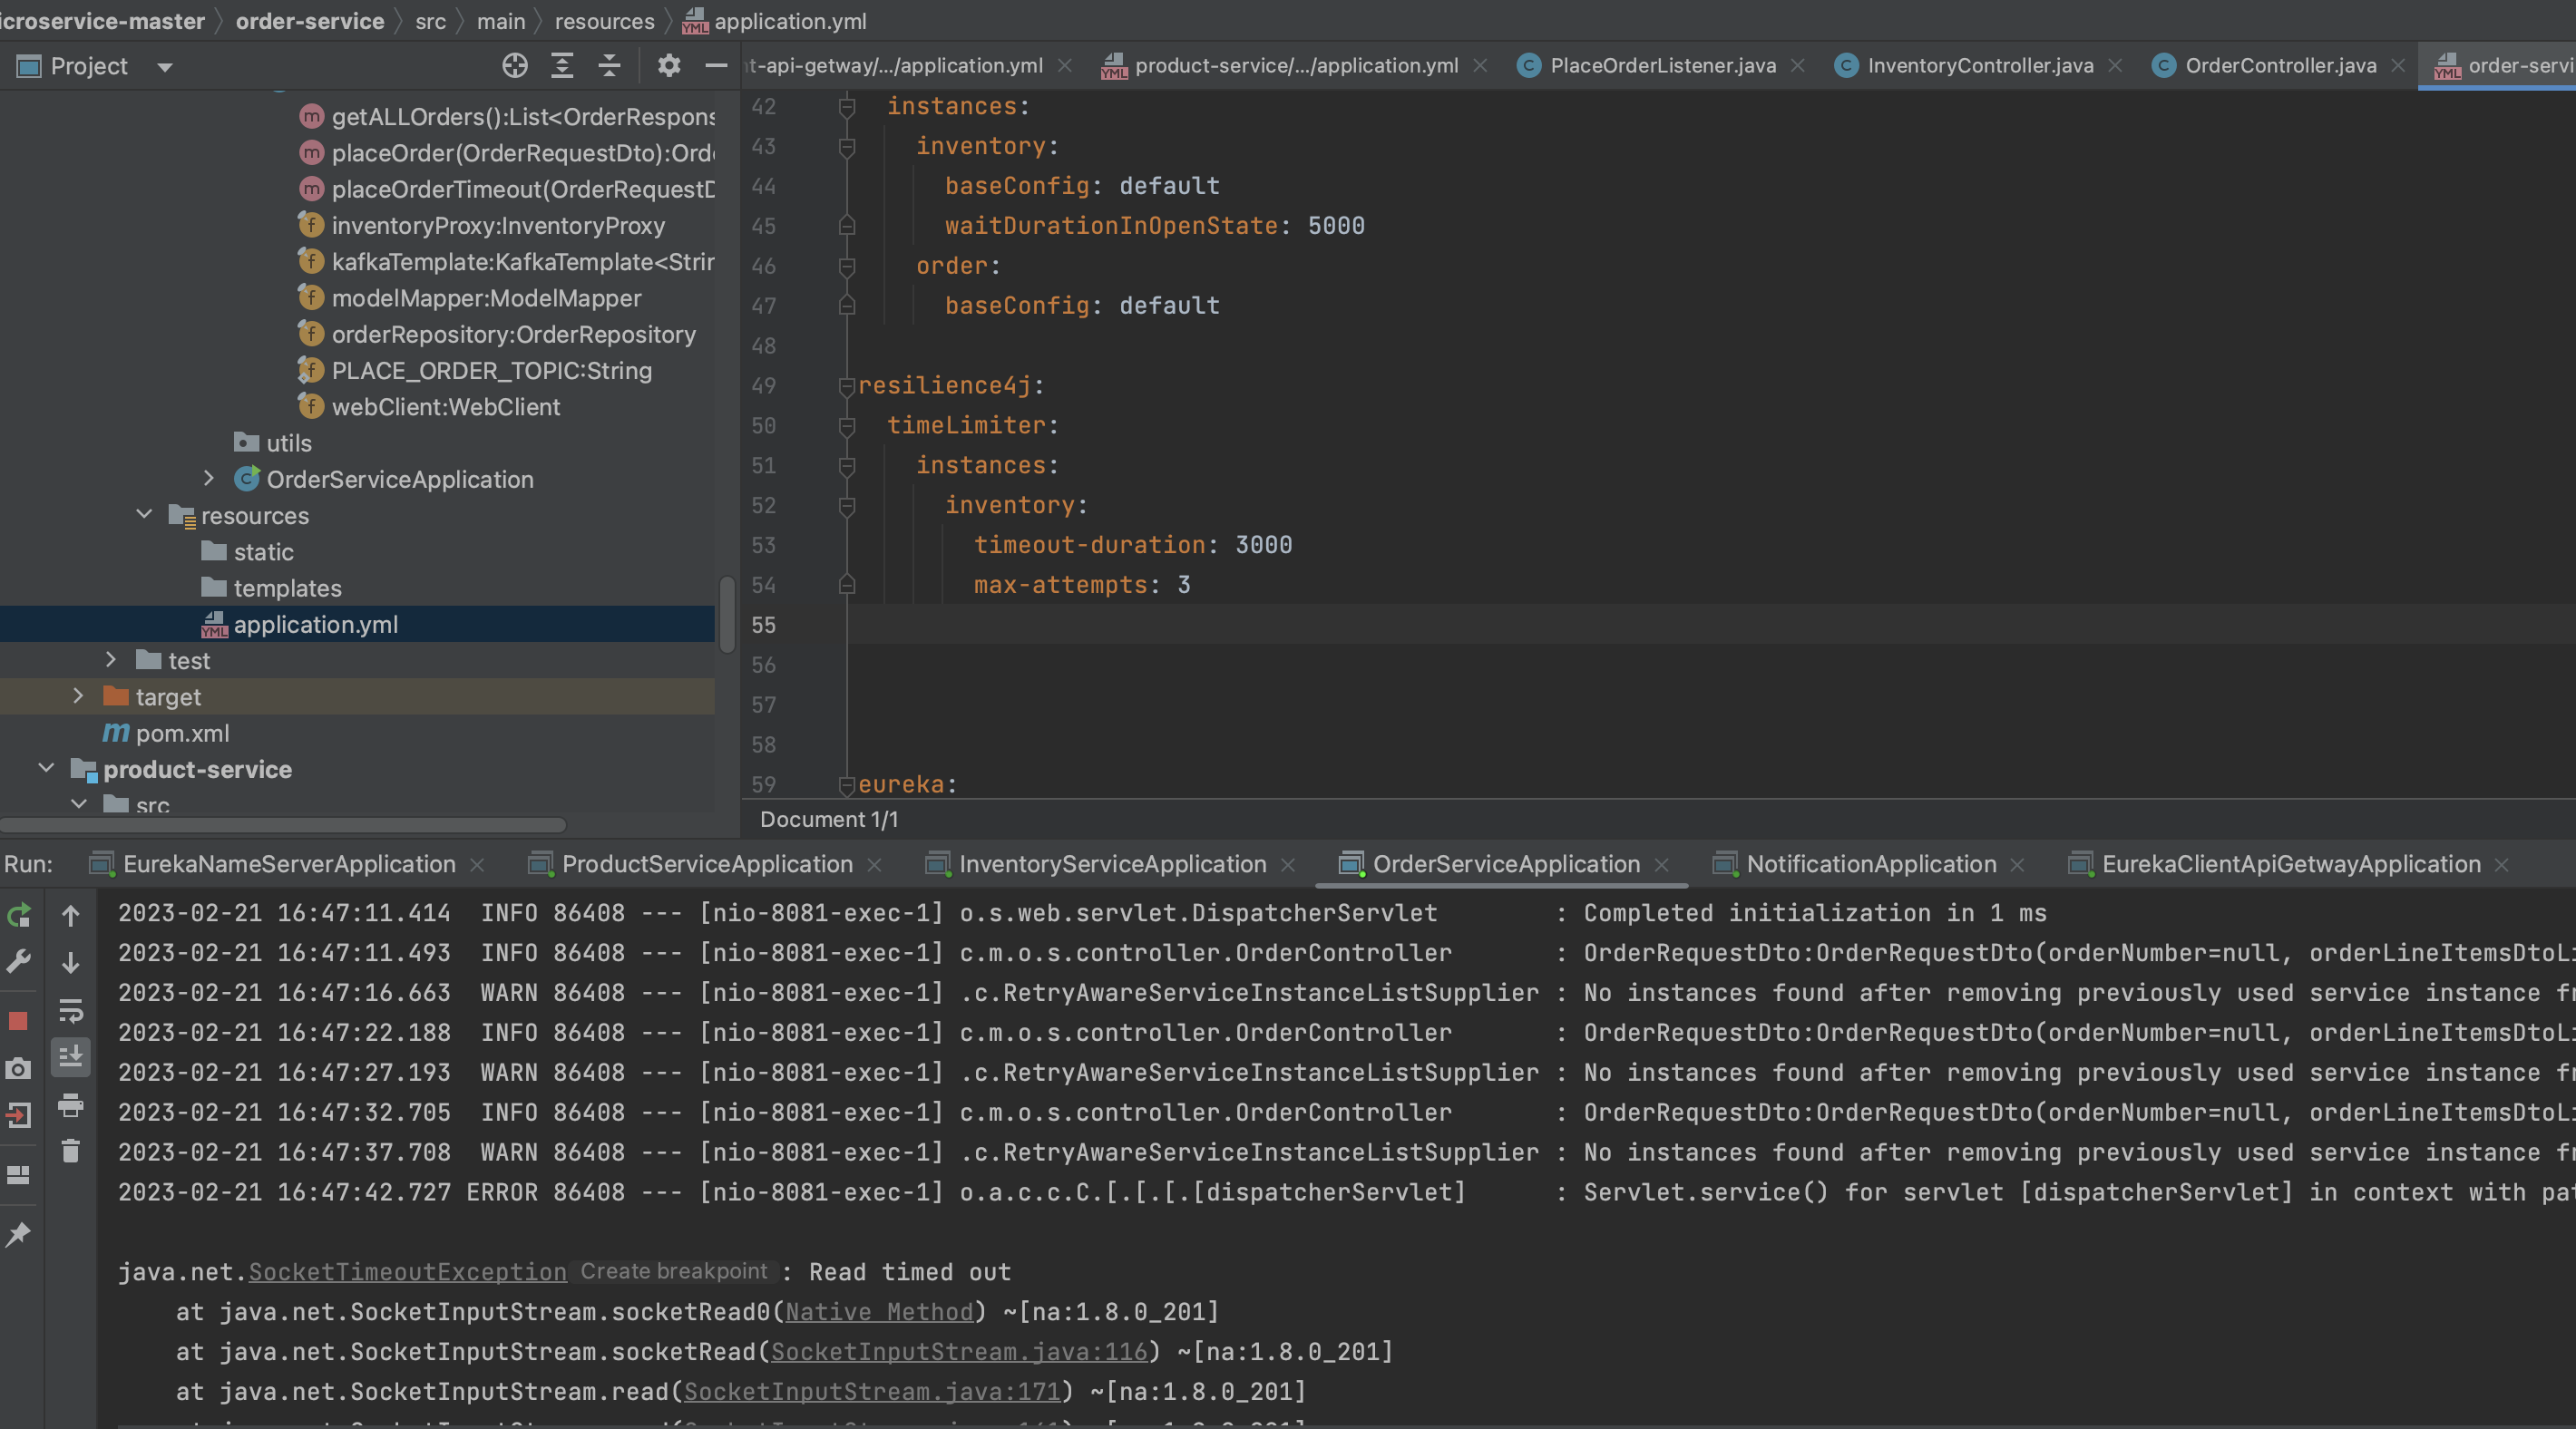 icroservice-master order-service src main resources application.yml
Project
t-api-getway/.../application.yml product-service/.../application.yml PlaceOrderListener.java InventoryController.java OrderController.java order-servi
getALLOrders():List<OrderRespons
placeOrder(OrderRequestDto):Orde
placeOrderTimeout(OrderRequestD
inventoryProxy:InventoryProxy
kafkaTemplate:KafkaTemplate<Strin
modelMapper:ModelMapper
orderRepository:OrderRepository
PLACE_ORDER_TOPIC:String
webClient:WebClient
utils
OrderServiceApplication
resources
static
templates
application.yml
test
target
pom.xml
product-service
src
42 instances:
43 inventory:
44 baseConfig: default
45 waitDurationInOpenState: 5000
46 order:
47 baseConfig: default
48
49 resilience4j:
50 timeLimiter:
51 instances:
52 inventory:
53 timeout-duration: 3000
54 max-attempts: 3
55
56
57
58
59 eureka:
Document 1/1
Run: EurekaNameServerApplication ProductServiceApplication InventoryServiceApplication OrderServiceApplication NotificationApplication EurekaClientApiGetwayApplication
2023-02-21 16:47:11.414 INFO 86408 --- [nio-8081-exec-1] o.s.web.servlet.DispatcherServlet : Completed initialization in 1 ms
2023-02-21 16:47:11.493 INFO 86408 --- [nio-8081-exec-1] c.m.o.s.controller.OrderController : OrderRequestDto:OrderRequestDto(orderNumber=null, orderLineItemsDtoLi
2023-02-21 16:47:16.663 WARN 86408 --- [nio-8081-exec-1] .c.RetryAwareServiceInstanceListSupplier : No instances found after removing previously used service instance fr
2023-02-21 16:47:22.188 INFO 86408 --- [nio-8081-exec-1] c.m.o.s.controller.OrderController : OrderRequestDto:OrderRequestDto(orderNumber=null, orderLineItemsDtoLi
2023-02-21 16:47:27.193 WARN 86408 --- [nio-8081-exec-1] .c.RetryAwareServiceInstanceListSupplier : No instances found after removing previously used service instance fr
2023-02-21 16:47:32.705 INFO 86408 --- [nio-8081-exec-1] c.m.o.s.controller.OrderController : OrderRequestDto:OrderRequestDto(orderNumber=null, orderLineItemsDtoLi
2023-02-21 16:47:37.708 WARN 86408 --- [nio-8081-exec-1] .c.RetryAwareServiceInstanceListSupplier : No instances found after removing previously used service instance fr
2023-02-21 16:47:42.727 ERROR 86408 --- [nio-8081-exec-1] o.a.c.c.C.[.[.[.[dispatcherServlet] : Servlet.service() for servlet [dispatcherServlet] in context with pat
java.net.SocketTimeoutException Create breakpoint : Read timed out
at java.net.SocketInputStream.socketRead0(Native Method) ~[na:1.8.0_201]
at java.net.SocketInputStream.socketRead(SocketInputStream.java:116) ~[na:1.8.0_201]
at java.net.SocketInputStream.read(SocketInputStream.java:171) ~[na:1.8.0_201]